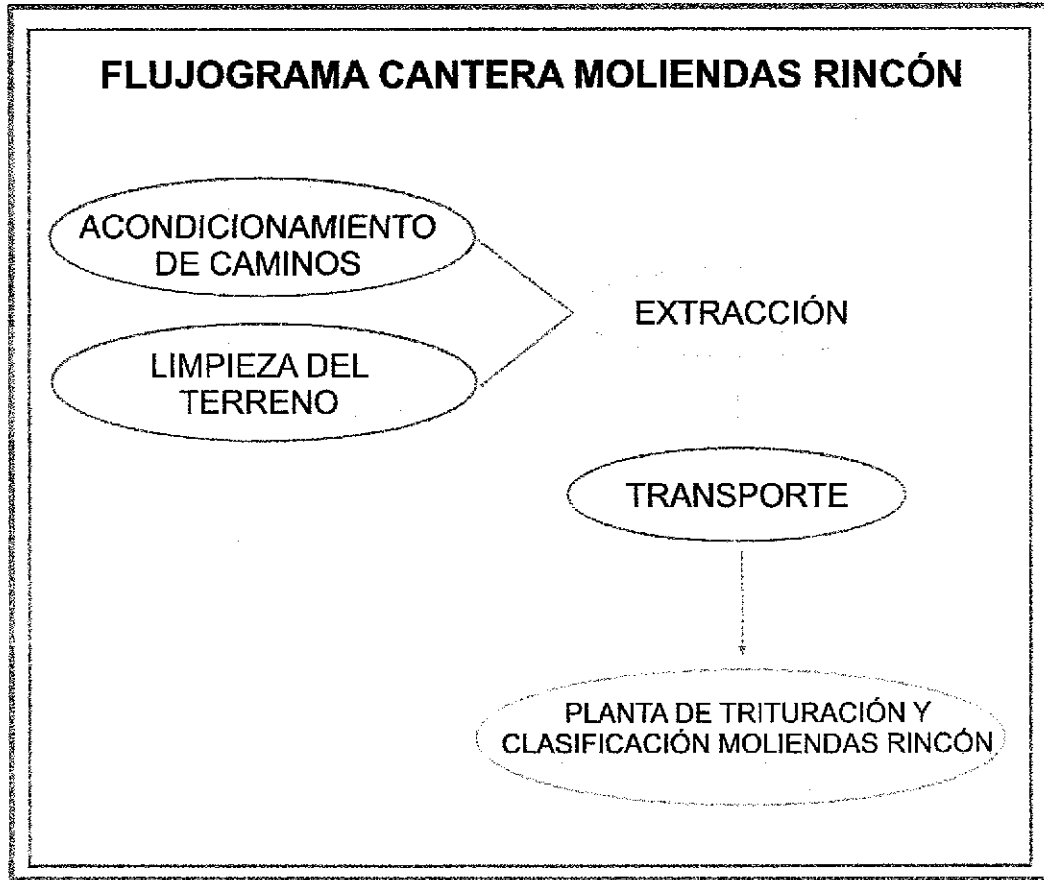 FLUJOGRAMA CANTERA MOLIENDAS RINCÓN
ACONDICIONAMIENTO
DE CAMINOS
LIMPIEZA DEL
TERRENO
EXTRACCIÓN
TRANSPORTE
PLANTA DE TRITURACIÓN Y
CLASIFICACIÓN MOLIENDAS RINCÓN